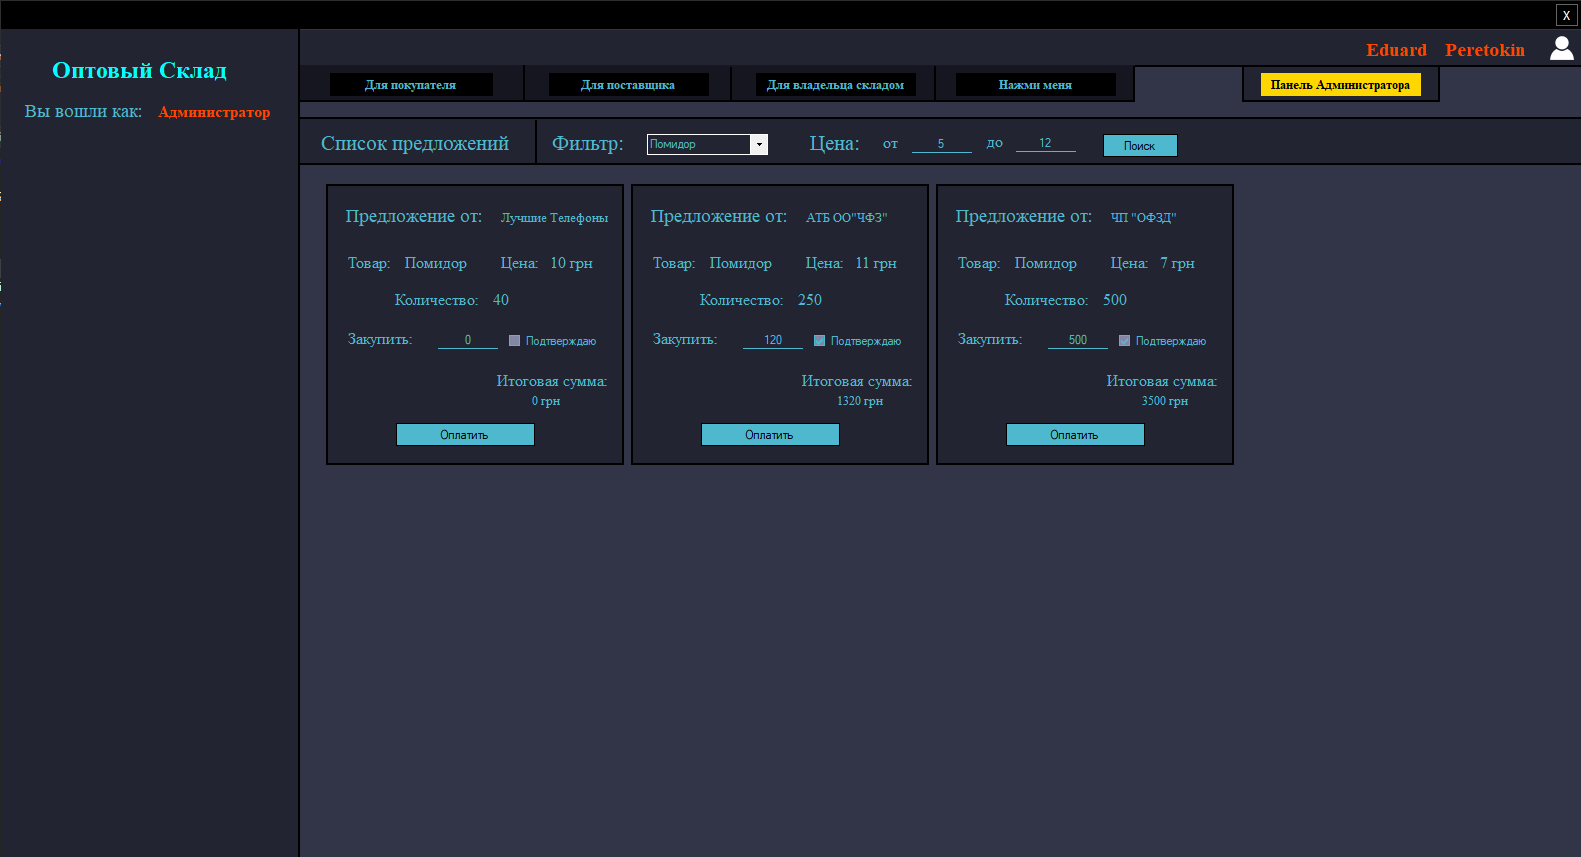 X
Eduard Peretokin
Оптовый Склад
Вы вошли как: Администратор
Для покупателя Для поставщика Для владельца складом Нажми меня Панель Администратора
Список предложений Фильтр: Помидор Цена: от 5 до 12 Поиск
Предложение от: Лучшие Телефоны
Товар: Помидор Цена: 10 грн
Количество: 40
Закупить: 0 Подтверждаю
Итоговая сумма:
0 грн
Оплатить
Предложение от: АТБ ОО"ЧФЗ"
Товар: Помидор Цена: 11 грн
Количество: 250
Закупить: 120 Подтверждаю
Итоговая сумма:
1320 грн
Оплатить
Предложение от: ЧП "ОФЗД"
Товар: Помидор Цена: 7 грн
Количество: 500
Закупить: 500 Подтверждаю
Итоговая сумма:
3500 грн
Оплатить